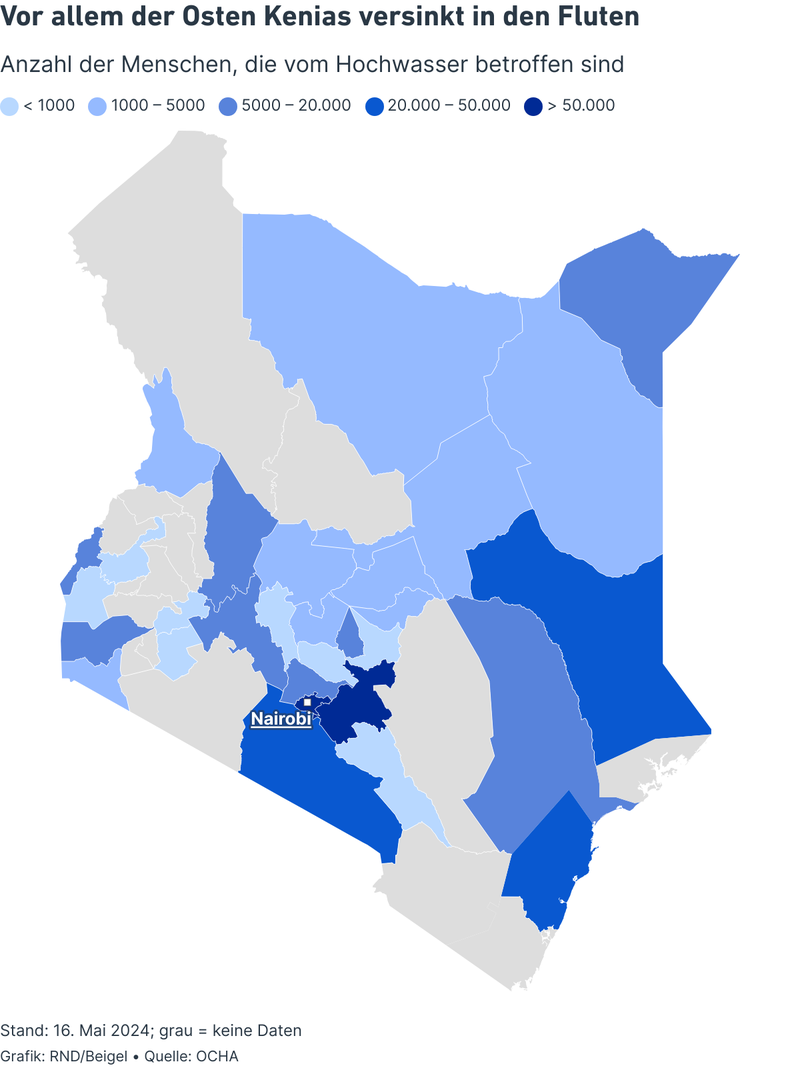 Vor allem der Osten Kenias versinkt in den Fluten
Anzahl der Menschen, die vom Hochwasser betroffen sind
< 1000 1000 – 5000 5000 – 20.000 20.000 – 50.000 > 50.000
Nairobi
Stand: 16. Mai 2024; grau = keine Daten
Grafik: RND/Beigel • Quelle: OCHA